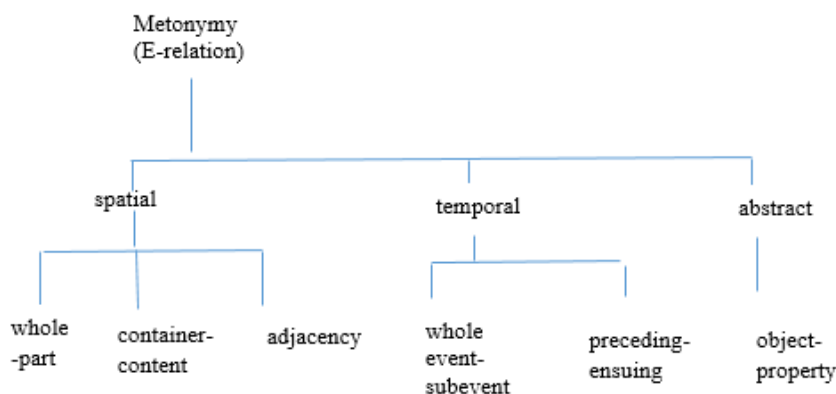 Metonymy
(E-relation)
spatial
temporal
abstract
whole
-part
container-
content
adjacency
whole
event-
subevent
preceding-
ensuing
object-
property